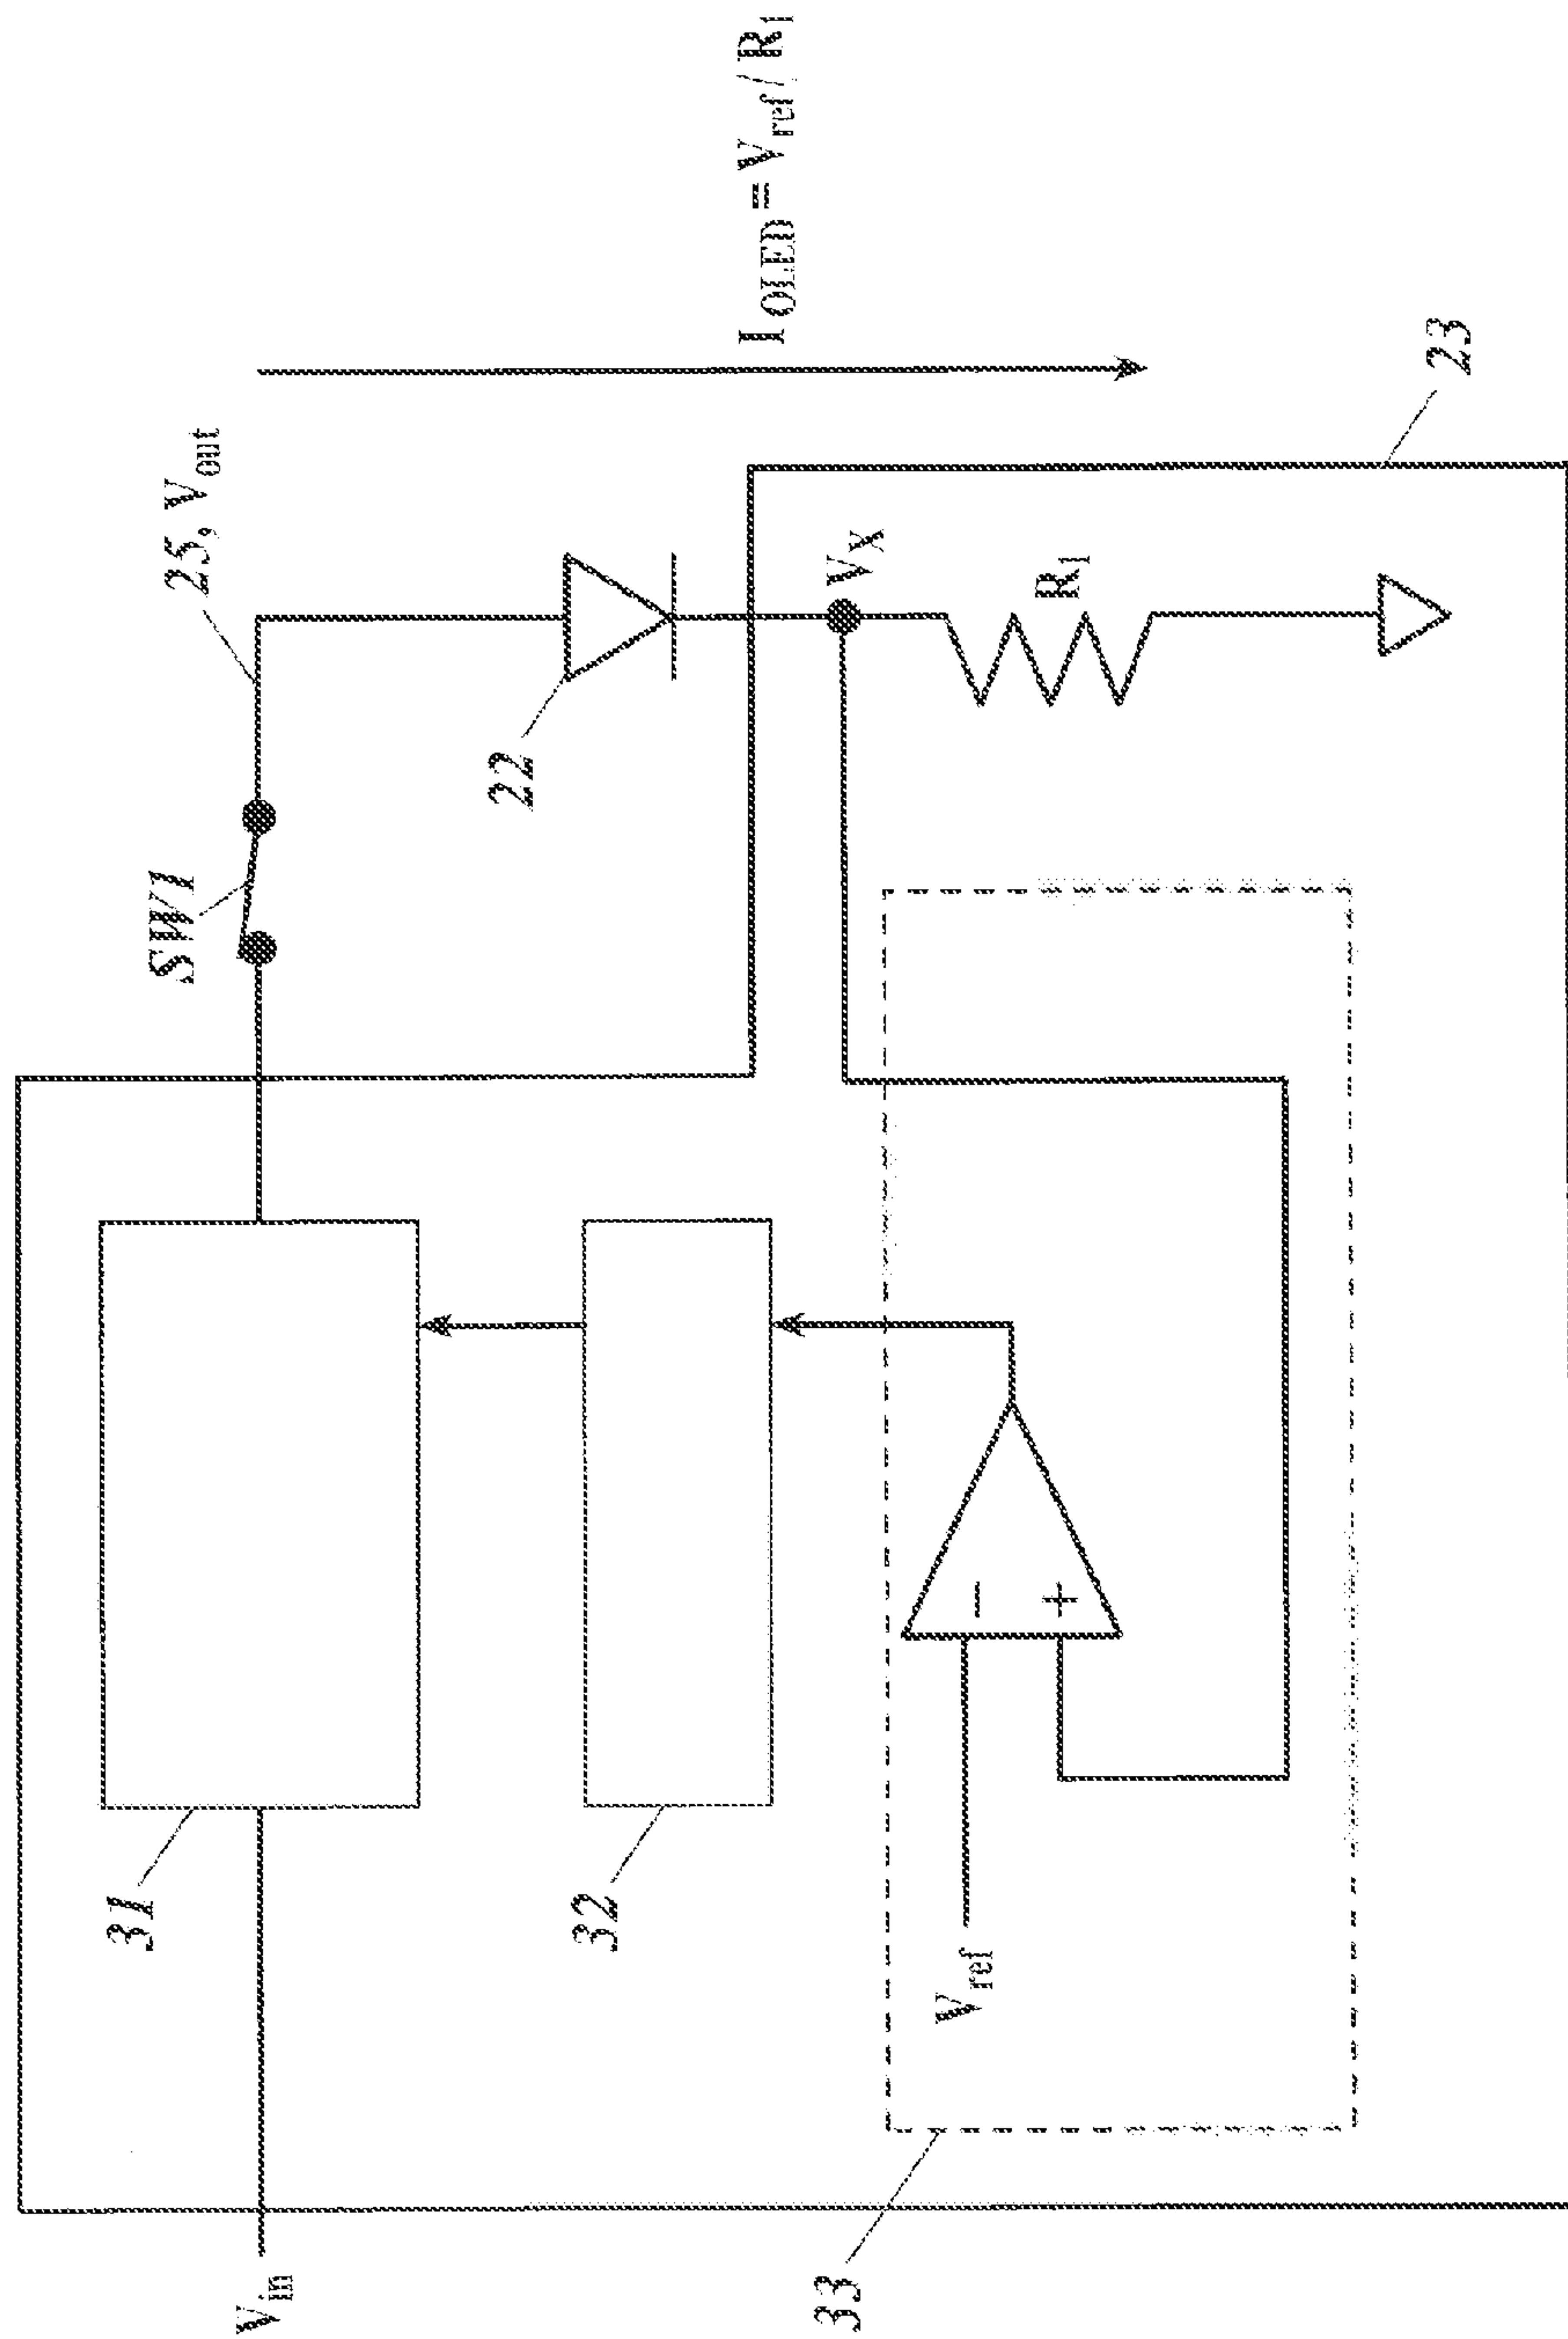 V_in
31
SW1
25, V_out
32
22
I_OLED = V_ref / R_1
33
V_ref
−
+
V_X
R_1
23